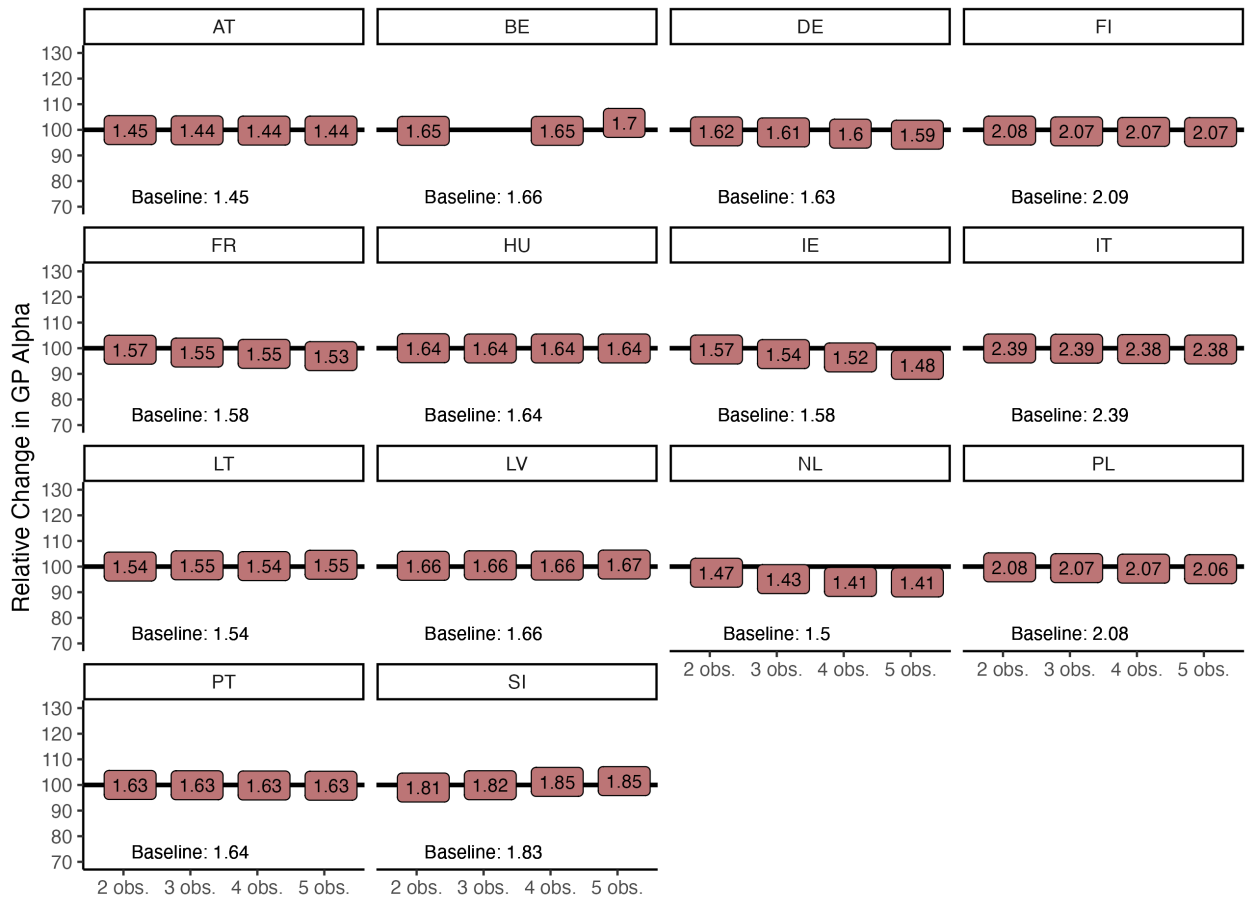 AT BE DE FI
130
120
110
100
90
80
70
1.45 1.44 1.44 1.44
1.65 1.65 1.7
1.62 1.61 1.6 1.59
2.08 2.07 2.07 2.07
Baseline: 1.45
Baseline: 1.66
Baseline: 1.63
Baseline: 2.09
FR HU IE IT
130
120
110
100
90
80
70
1.57 1.55 1.55 1.53
1.64 1.64 1.64 1.64
1.57 1.54 1.52 1.48
2.39 2.39 2.38 2.38
Baseline: 1.58
Baseline: 1.64
Baseline: 1.58
Baseline: 2.39
Relative Change in GP Alpha
LT LV NL PL
130
120
110
100
90
80
70
1.54 1.55 1.54 1.55
1.66 1.66 1.66 1.67
1.47 1.43 1.41 1.41
2.08 2.07 2.07 2.06
Baseline: 1.54
Baseline: 1.66
Baseline: 1.5
Baseline: 2.08
2 obs. 3 obs. 4 obs. 5 obs.
2 obs. 3 obs. 4 obs. 5 obs.
PT SI
130
120
110
100
90
80
70
1.63 1.63 1.63 1.63
1.81 1.82 1.85 1.85
Baseline: 1.64
Baseline: 1.83
2 obs. 3 obs. 4 obs. 5 obs.
2 obs. 3 obs. 4 obs. 5 obs.